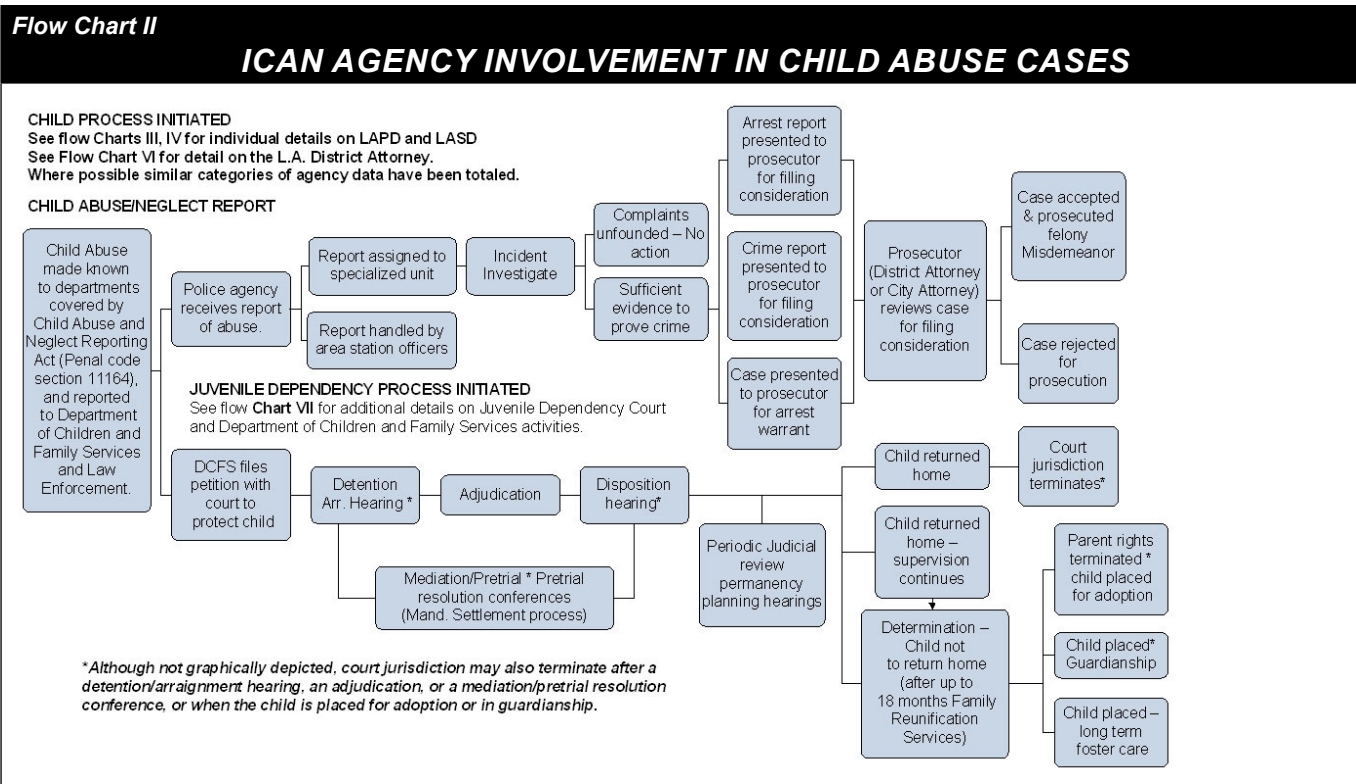 Flow Chart II
ICAN AGENCY INVOLVEMENT IN CHILD ABUSE CASES
CHILD PROCESS INITIATED
See flow Charts III, IV for individual details on LAPD and LASD
See Flow Chart VI for detail on the L.A. District Attorney.
Where possible similar categories of agency data have been totaled.
CHILD ABUSE/NEGLECT REPORT
Child Abuse
made known
to departments
covered by
Child Abuse and
Neglect Reporting
Act (Penal code
section 11164),
and reported
to Department
of Children and
Family Services
and Law
Enforcement.
Police agency
receives report
of abuse.
Report assigned to
specialized unit
Report handled by
area station officers
Incident
Investigate
Complaints
unfounded – No
action
Sufficient
evidence to
prove crime
Arrest report
presented to
prosecutor
for filling
consideration
Crime report
presented to
prosecutor
for filing
consideration
Case presented
to prosecutor
for arrest
warrant
Prosecutor
(District Attorney
or City Attorney)
reviews case
for filing
consideration
Case accepted
& prosecuted
felony
Misdemeanor
Case rejected
for
prosecution
JUVENILE DEPENDENCY PROCESS INITIATED
See flow Chart VII for additional details on Juvenile Dependency Court
and Department of Children and Family Services activities.
DCFS files
petition with
court to
protect child
Detention
Arr. Hearing *
Adjudication
Disposition
hearing*
Mediation/Pretrial * Pretrial
resolution conferences
(Mand. Settlement process)
Periodic Judicial
review
permanency
planning hearings
Child returned
home
Court
jurisdiction
terminates*
Child returned
home –
supervision
continues
Determination –
Child not
to return home
(after up to
18 months Family
Reunification
Services)
Parent rights
terminated *
child placed
for adoption
Child placed*
Guardianship
Child placed –
long term
foster care
*Although not graphically depicted, court jurisdiction may also terminate after a
detention/arraignment hearing, an adjudication, or a mediation/pretrial resolution
conference, or when the child is placed for adoption or in guardianship.